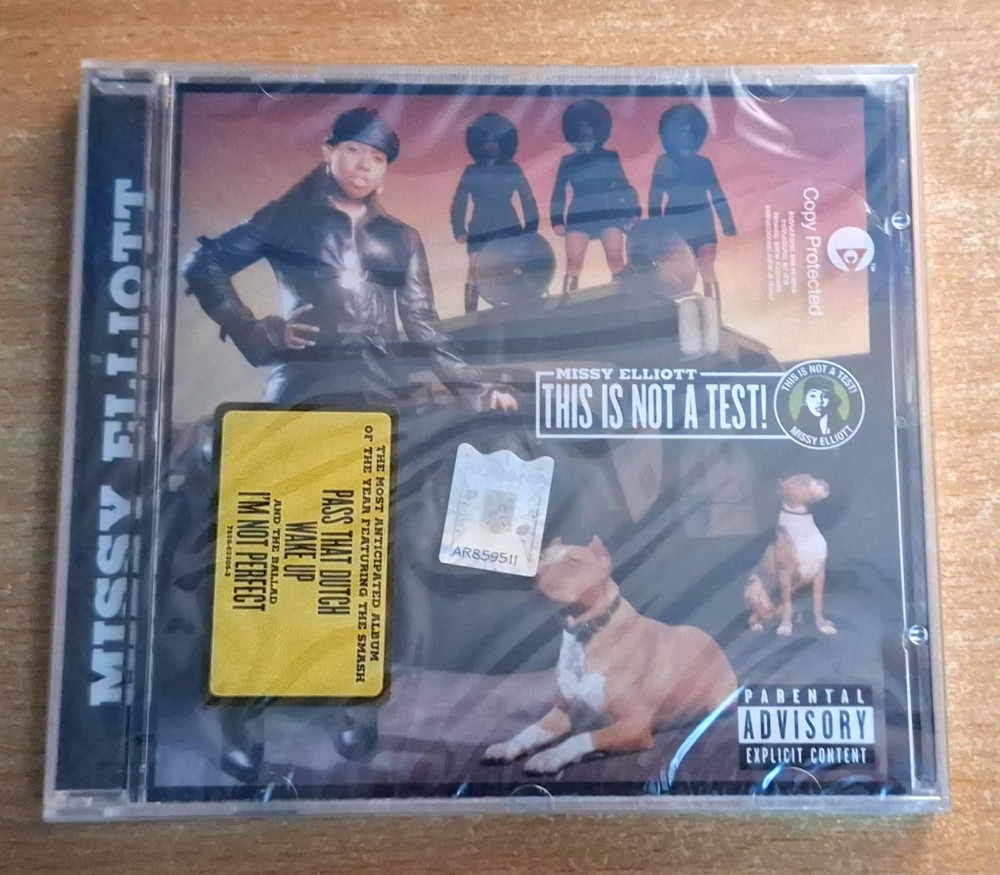 MISSY ELLIOTT
Copy Protected
MISSY ELLIOTT
THIS IS NOT A TEST!
THIS IS NOT A TEST!
MISSY ELLIOTT
THE MOST ANTICIPATED ALBUM
OF THE YEAR FEATURING THE SMASH
PASS THAT DUTCH
WAKE UP
AND THE BALLAD
I'M NOT PERFECT
AR859511
PARENTAL
ADVISORY
EXPLICIT CONTENT